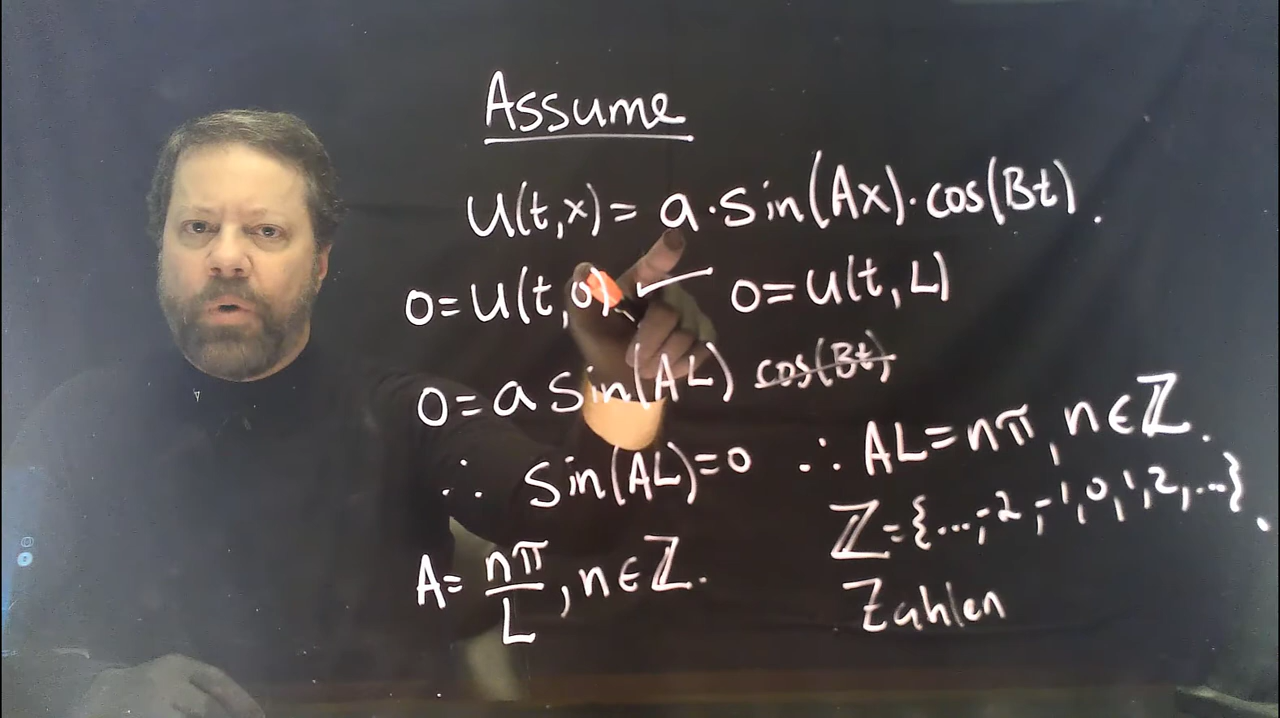 Assume
U(t,x) = a·sin(Ax)·cos(Bt).
0=U(t,0) ✓ 0=U(t,L)
0=a sin(AL) cos(Bt)
∴ sin(AL)=0 ∴ AL=nπ, n∈ℤ.
ℤ={...,-2,-1,0,1,2,...}.
A= nπ/L, n∈ℤ.
Zahlen